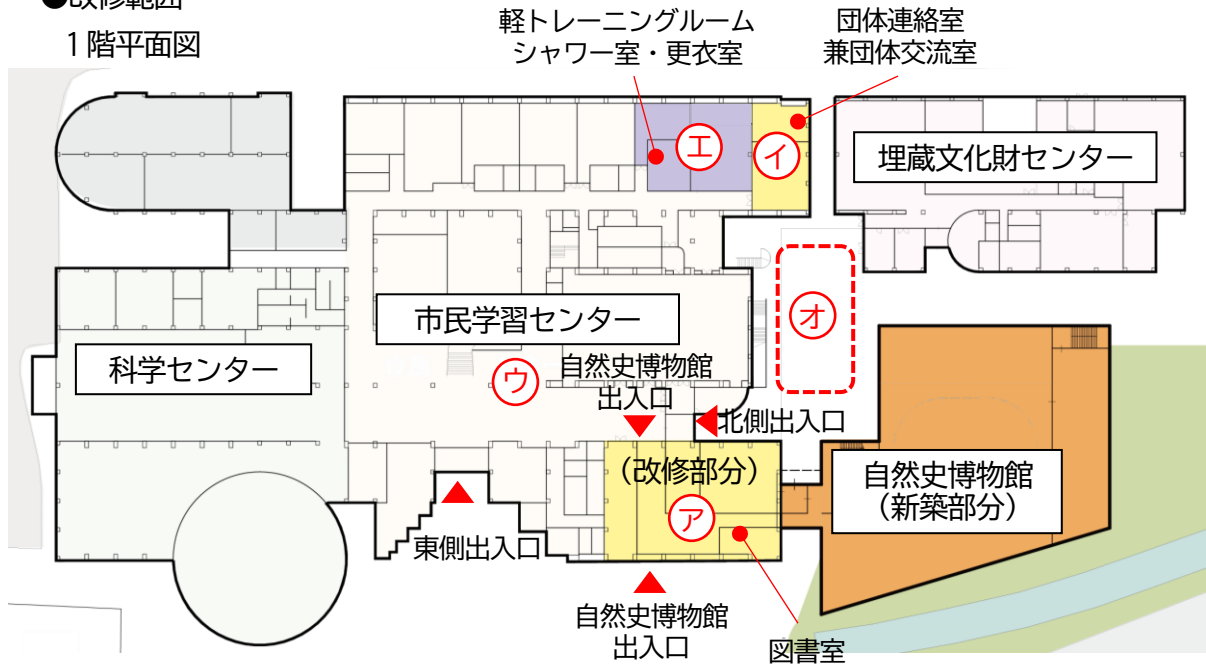 ●改修範囲
1階平面図
軽トレーニングルーム
シャワー室・更衣室
団体連絡室
兼団体交流室
エ
イ
埋蔵文化財センター
オ
市民学習センター
科学センター
ウ
自然史博物館
出入口
北側出入口
(改修部分)
ア
自然史博物館
(新築部分)
東側出入口
自然史博物館
出入口
図書室